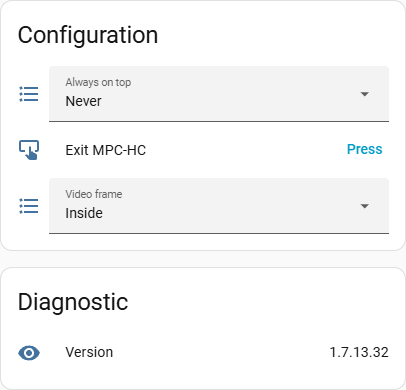 Configuration
Always on top
Never
Exit MPC-HC Press
Video frame
Inside
Diagnostic
Version 1.7.13.32